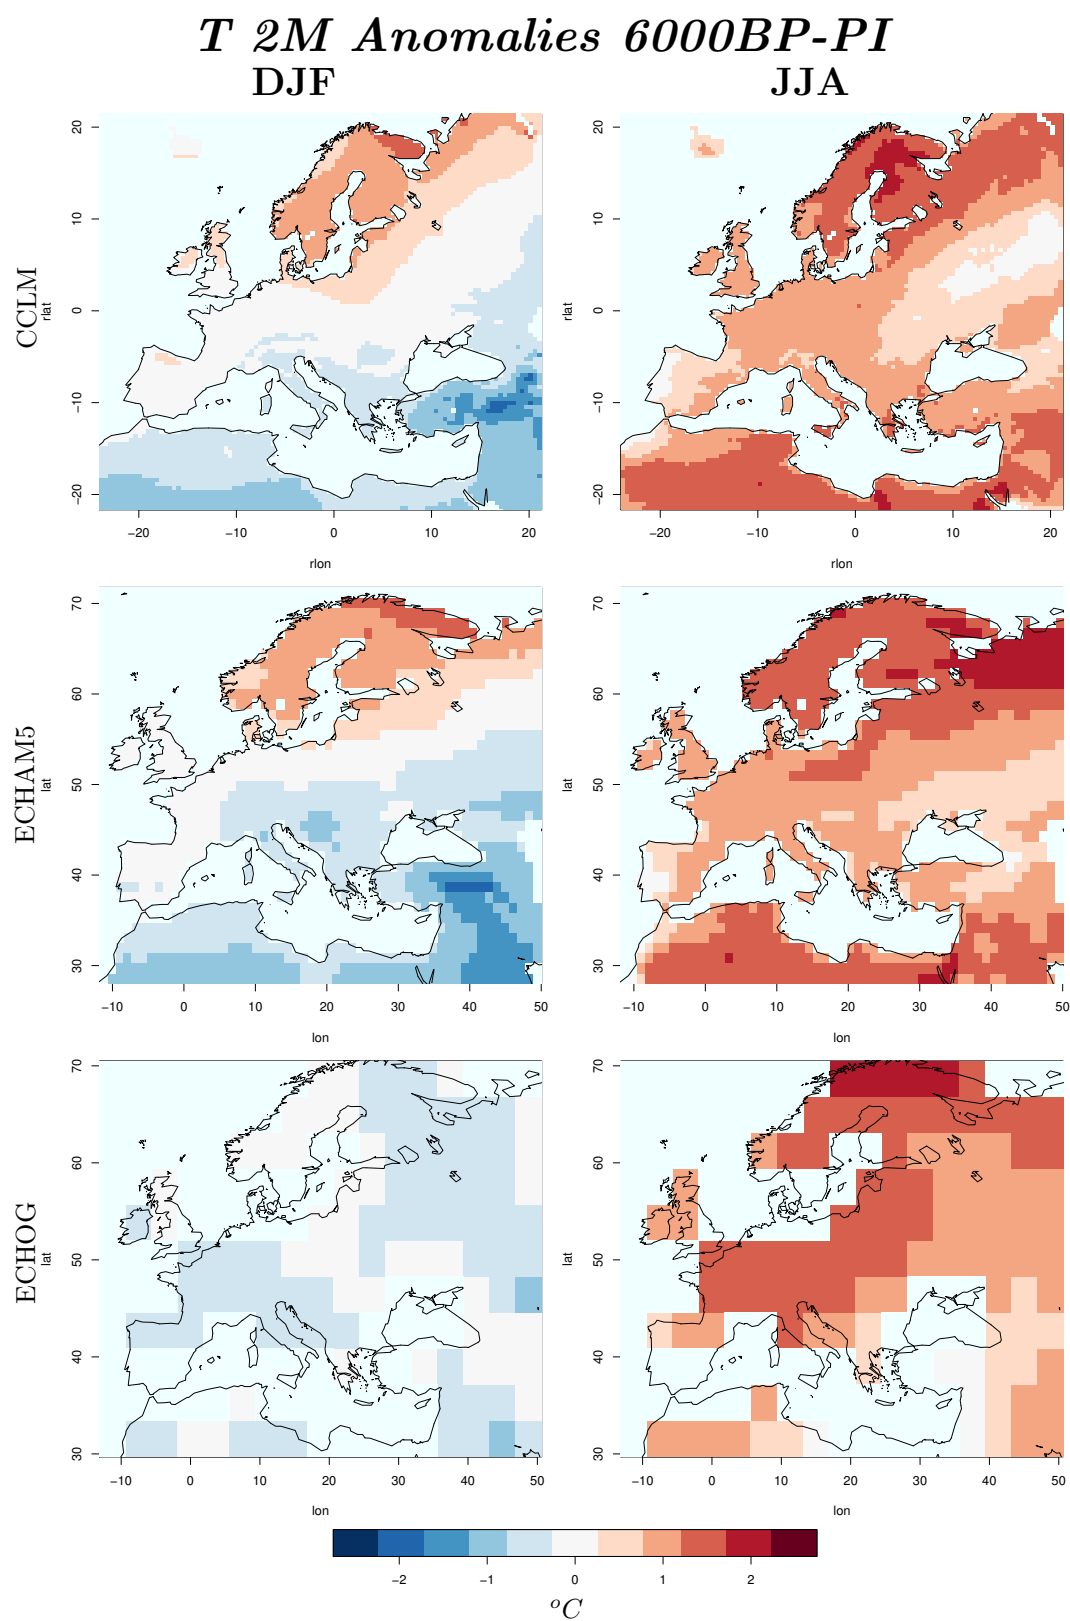 T 2M Anomalies 6000BP-PI
DJF JJA
CCLM
rlat
20
10
0
−10
−20
−20 −10 0 10 20
rlon
rlat
20
10
0
−10
−20
−20 −10 0 10 20
rlon
ECHAM5
lat
70
60
50
40
30
−10 0 10 20 30 40 50
lon
lat
70
60
50
40
30
−10 0 10 20 30 40 50
lon
ECHOG
lat
70
60
50
40
30
−10 0 10 20 30 40 50
lon
lat
70
60
50
40
30
−10 0 10 20 30 40 50
lon
−2 −1 0 1 2
°C